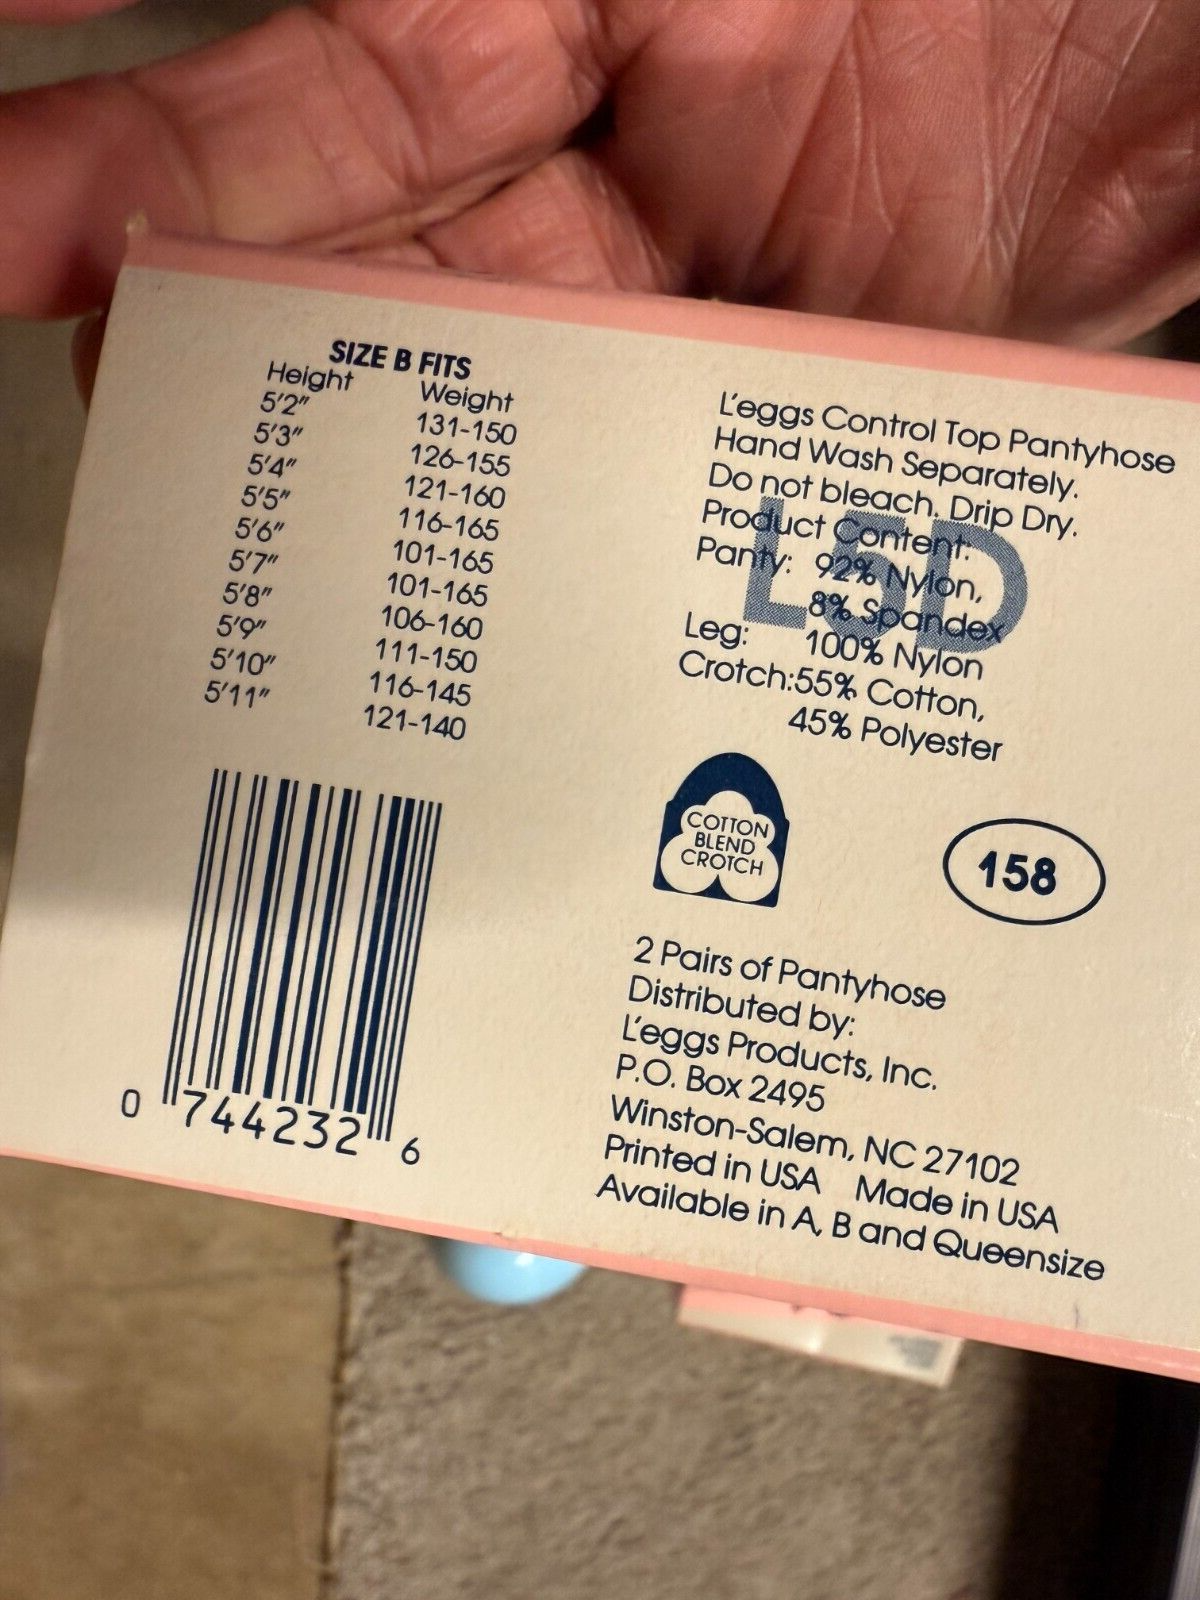 SIZE B FITS
Height Weight
5'2" 131-150
5'3" 126-155
5'4" 121-160
5'5" 116-165
5'6" 101-165
5'7" 101-165
5'8" 106-160
5'9" 111-150
5'10" 116-145
5'11" 121-140
0 744232 6
L'eggs Control Top Pantyhose
Hand Wash Separately.
Do not bleach. Drip Dry.
Product Content:
Panty: 92% Nylon,
8% Spandex
Leg: 100% Nylon
Crotch:55% Cotton,
45% Polyester
L5D
COTTON
BLEND
CROTCH
158
2 Pairs of Pantyhose
Distributed by:
L'eggs Products, Inc.
P.O. Box 2495
Winston-Salem, NC 27102
Printed in USA Made in USA
Available in A, B and Queensize